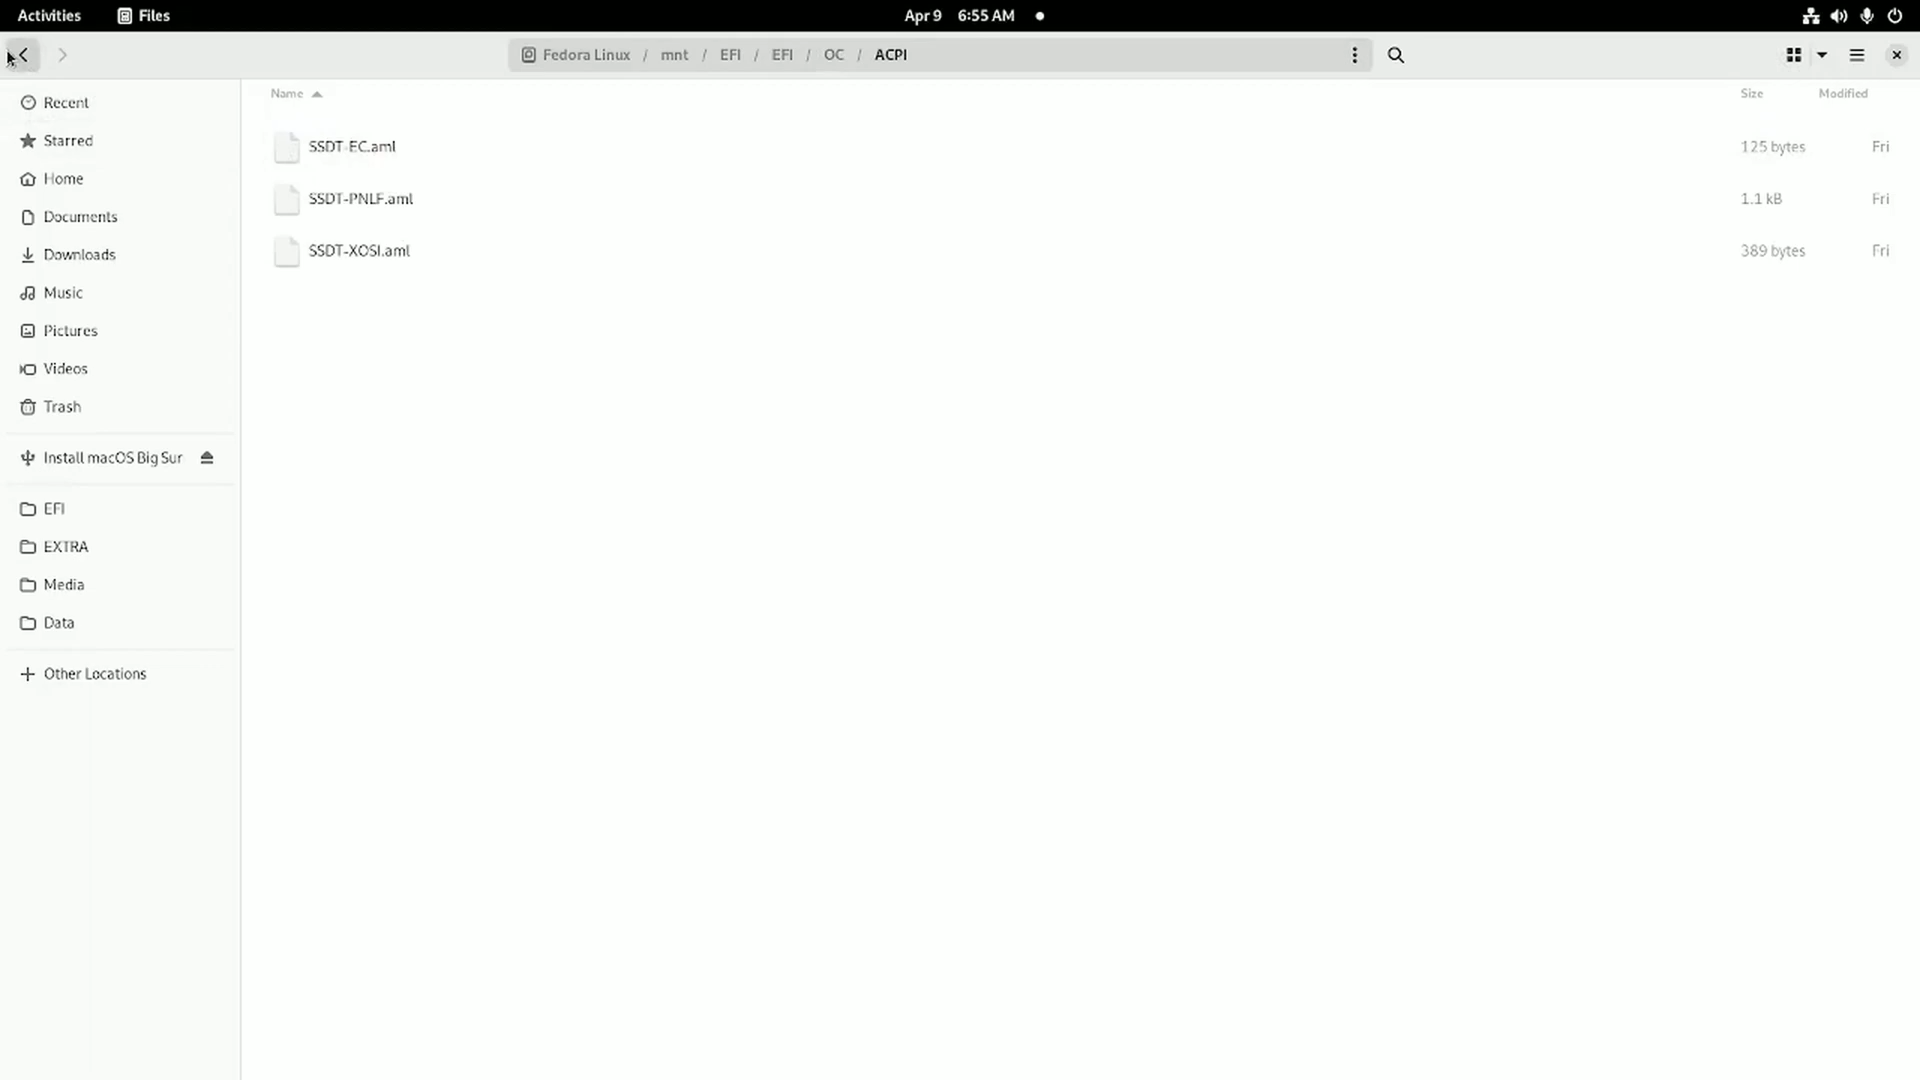 Activities Files Apr 9 6:55 AM
Fedora Linux / mnt / EFI / EFI / OC / ACPI
Recent
Starred
Home
Documents
Downloads
Music
Pictures
Videos
Trash
Install macOS Big Sur
EFI
EXTRA
Media
Data
Other Locations
Name Size Modified
SSDT-EC.aml 125 bytes Fri
SSDT-PNLF.aml 1.1 kB Fri
SSDT-XOSI.aml 389 bytes Fri